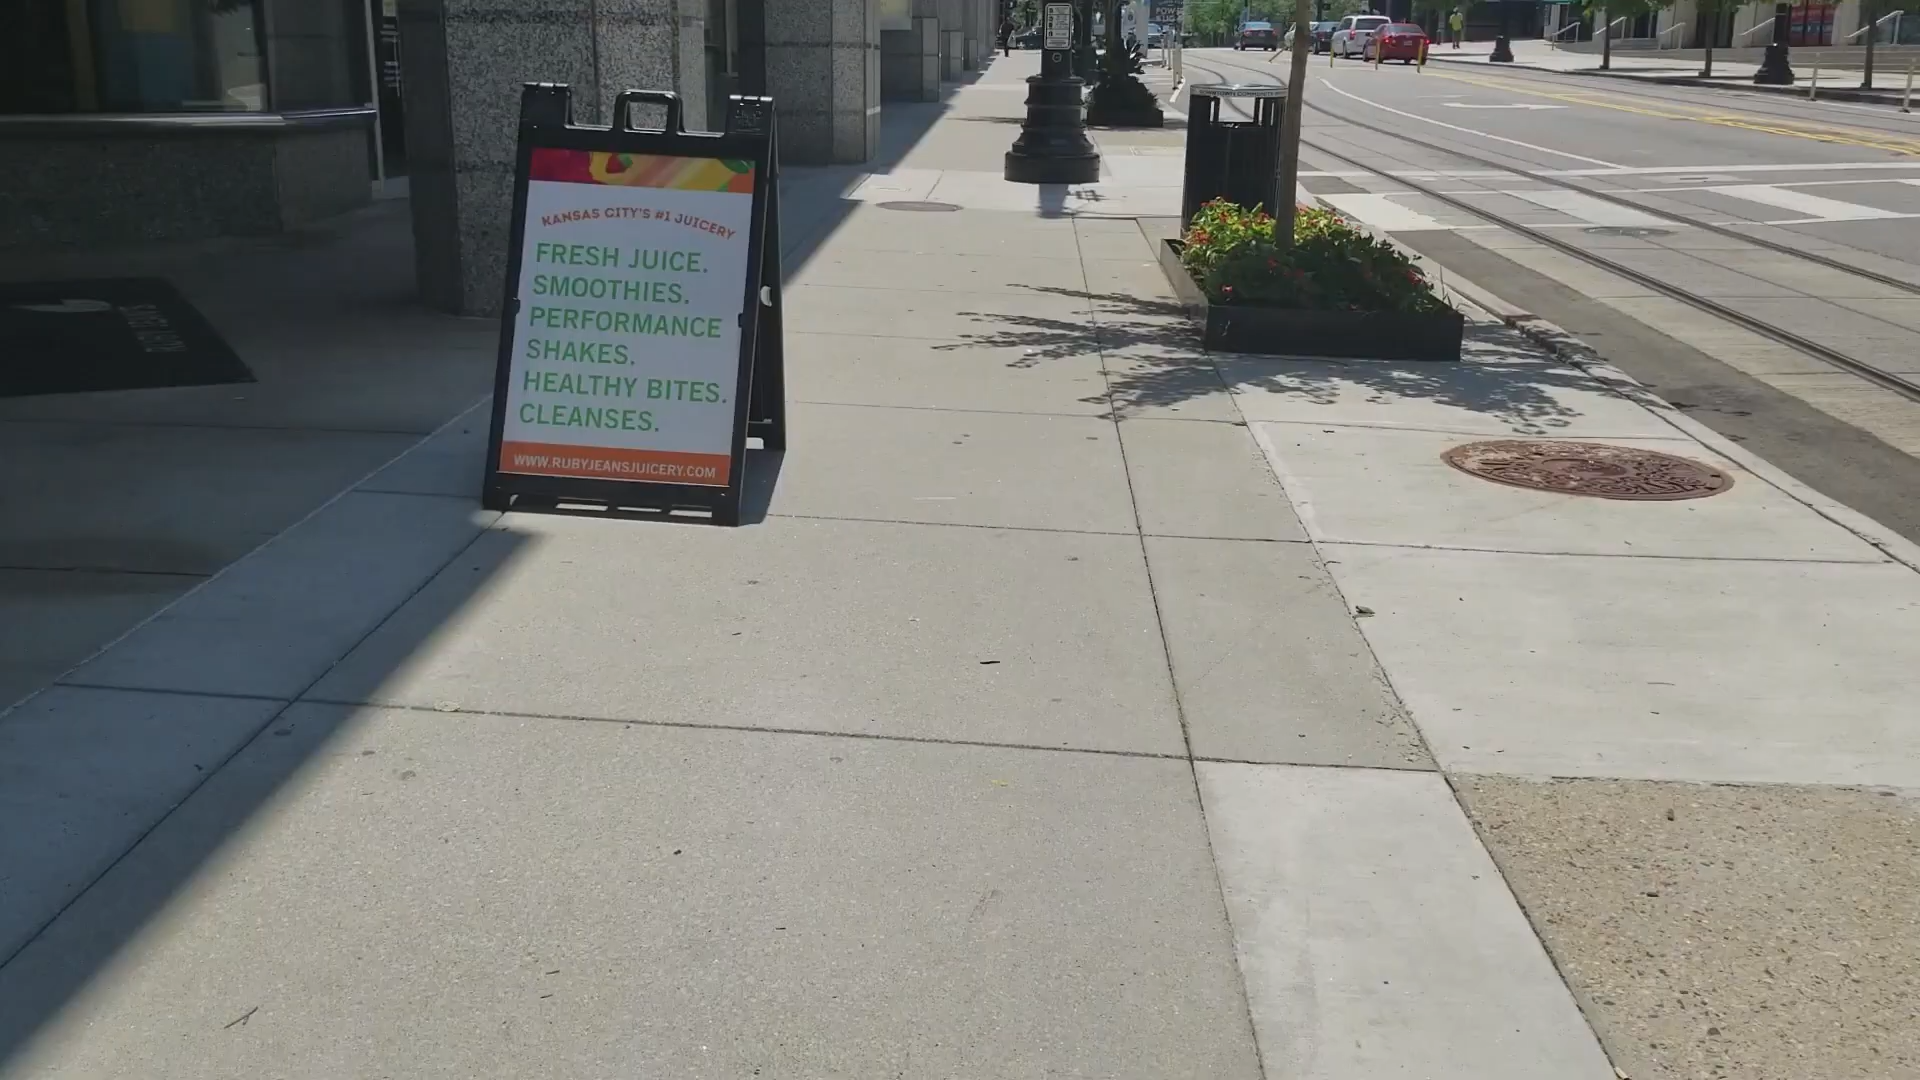 KANSAS CITY'S #1 JUICERY
FRESH JUICE.
SMOOTHIES.
PERFORMANCE
SHAKES.
HEALTHY BITES.
CLEANSES.
WWW.RUBYJEANSJUICERY.COM